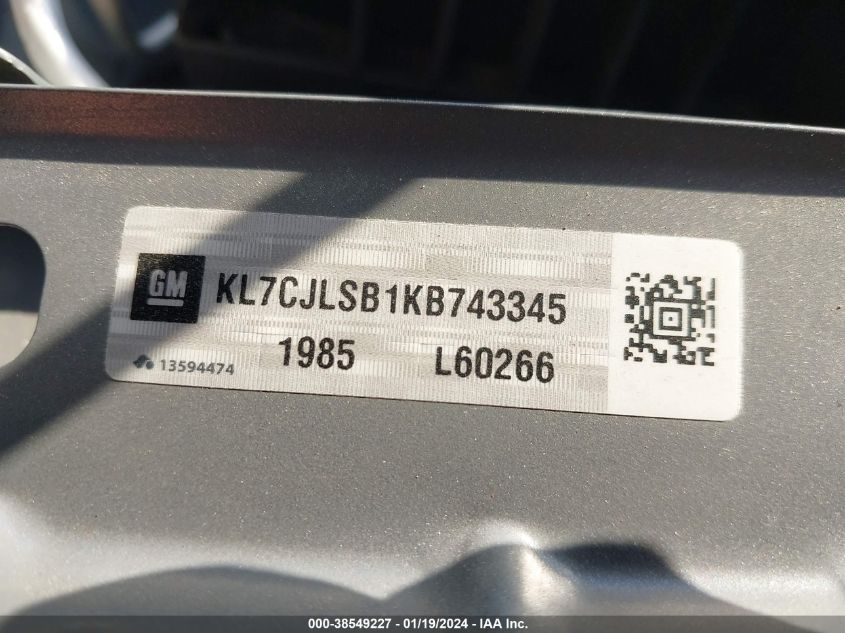 GM KL7CJLSB1KB743345
13594474 1985 L60266
000-38549227 - 01/19/2024 - IAA Inc.